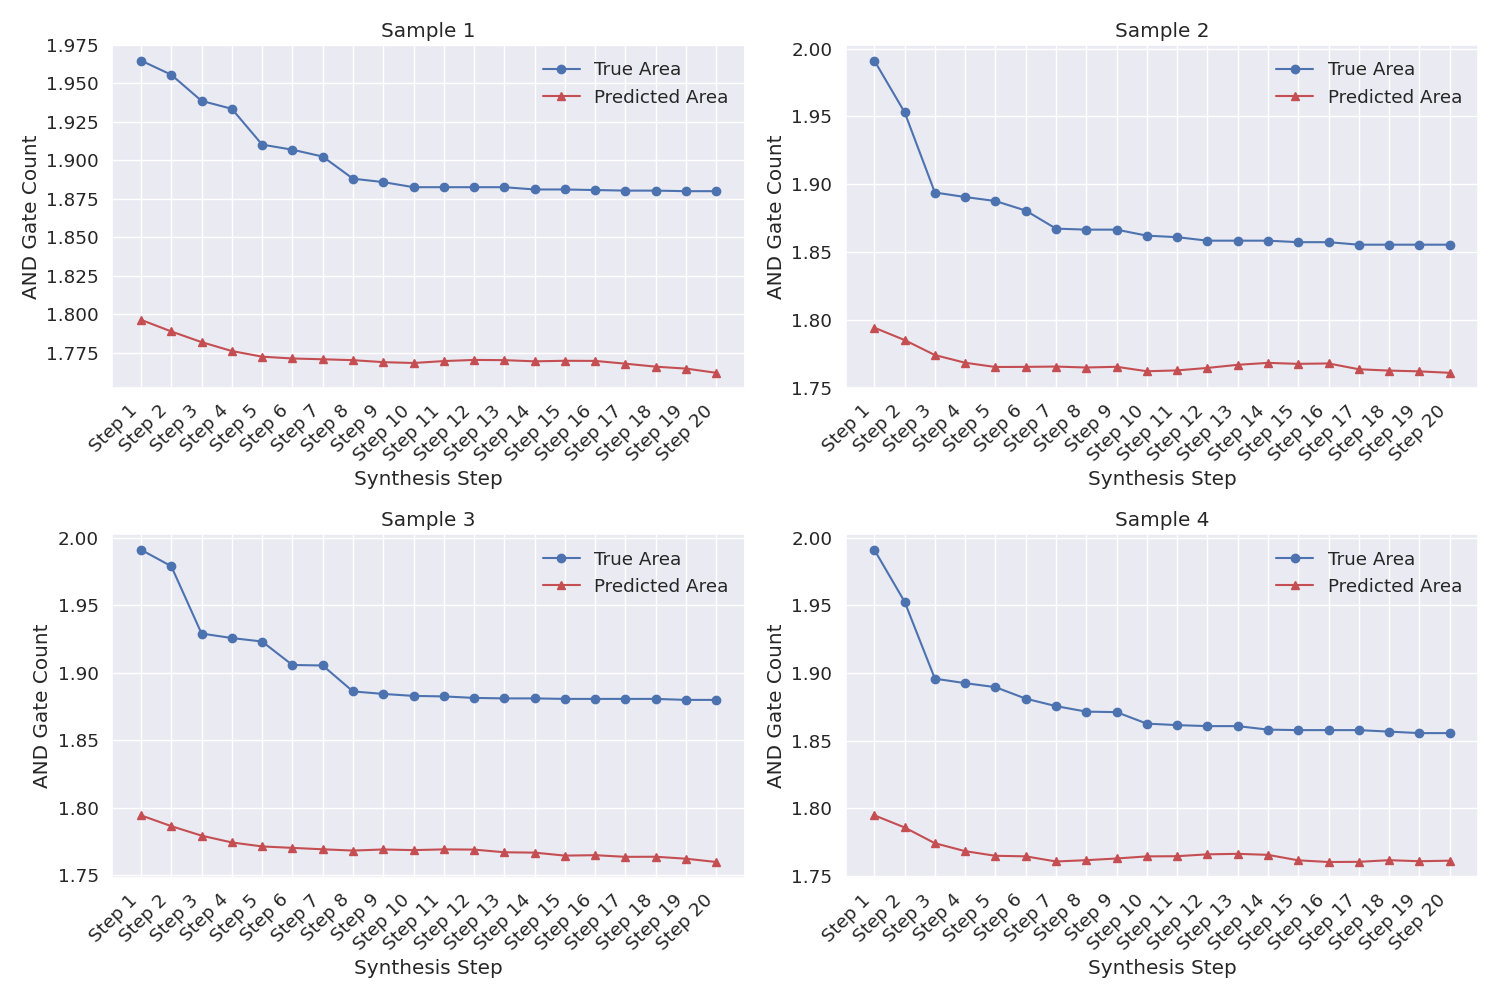 Sample 1
AND Gate Count
1.975
1.950
1.925
1.900
1.875
1.850
1.825
1.800
1.775
True Area
Predicted Area
Step 1
Step 2
Step 3
Step 4
Step 5
Step 6
Step 7
Step 8
Step 9
Step 10
Step 11
Step 12
Step 13
Step 14
Step 15
Step 16
Step 17
Step 18
Step 19
Step 20
Synthesis Step
Sample 2
AND Gate Count
2.00
1.95
1.90
1.85
1.80
1.75
True Area
Predicted Area
Step 1
Step 2
Step 3
Step 4
Step 5
Step 6
Step 7
Step 8
Step 9
Step 10
Step 11
Step 12
Step 13
Step 14
Step 15
Step 16
Step 17
Step 18
Step 19
Step 20
Synthesis Step
Sample 3
AND Gate Count
2.00
1.95
1.90
1.85
1.80
1.75
True Area
Predicted Area
Step 1
Step 2
Step 3
Step 4
Step 5
Step 6
Step 7
Step 8
Step 9
Step 10
Step 11
Step 12
Step 13
Step 14
Step 15
Step 16
Step 17
Step 18
Step 19
Step 20
Synthesis Step
Sample 4
AND Gate Count
2.00
1.95
1.90
1.85
1.80
1.75
True Area
Predicted Area
Step 1
Step 2
Step 3
Step 4
Step 5
Step 6
Step 7
Step 8
Step 9
Step 10
Step 11
Step 12
Step 13
Step 14
Step 15
Step 16
Step 17
Step 18
Step 19
Step 20
Synthesis Step